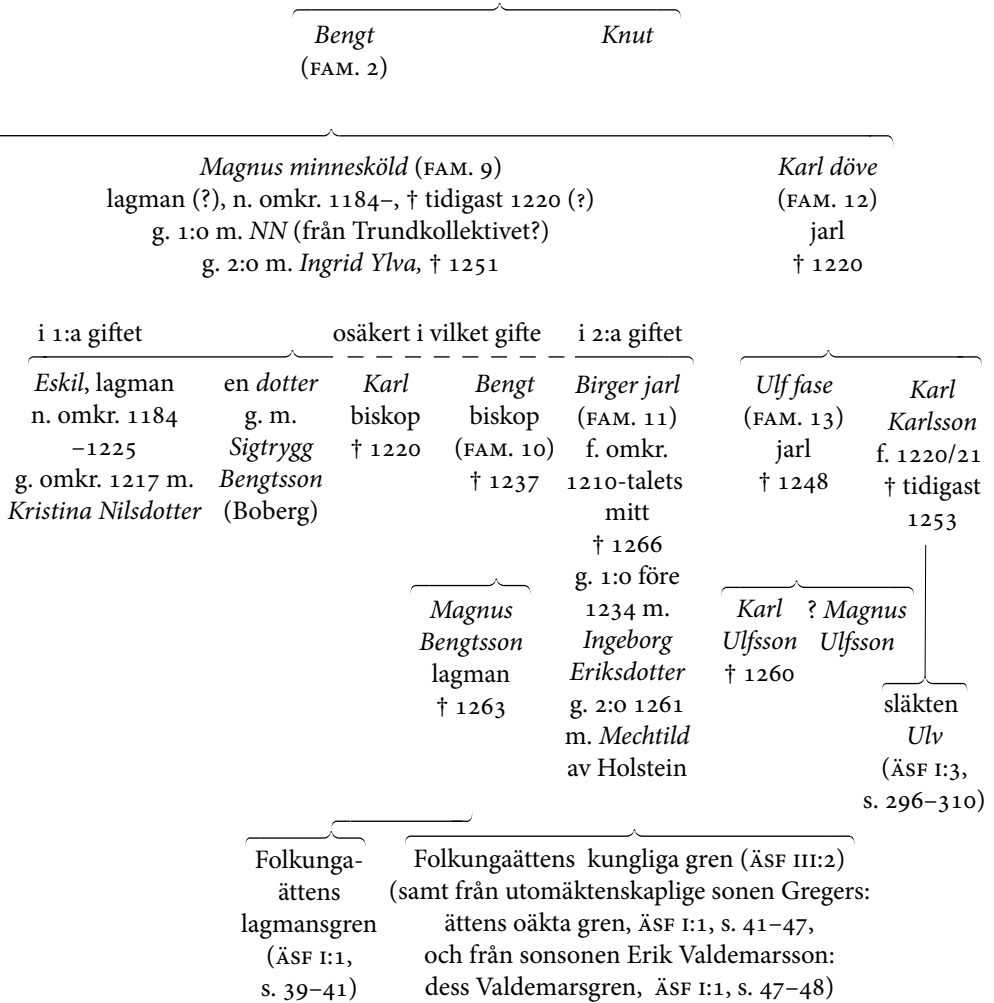 Bengt
(FAM. 2)
Knut
Magnus minnesköld (FAM. 9)
lagman (?), n. omkr. 1184–, † tidigast 1220 (?)
g. 1:o m. NN (från Trundkollektivet?)
g. 2:o m. Ingrid Ylva, † 1251
Karl döve
(FAM. 12)
jarl
† 1220
i 1:a giftet
osäkert i vilket gifte
i 2:a giftet
Eskil, lagman
n. omkr. 1184
–1225
g. omkr. 1217 m.
Kristina Nilsdotter
en dotter
g. m.
Sigtrygg
Bengtsson
(Boberg)
Karl
biskop
† 1220
Bengt
biskop
(FAM. 10)
† 1237
Birger jarl
(FAM. 11)
f. omkr.
1210-talets
mitt
† 1266
g. 1:o före
1234 m.
Ingeborg
Eriksdotter
g. 2:o 1261
m. Mechtild
av Holstein
Ulf fase
(FAM. 13)
jarl
† 1248
Karl
Karlsson
f. 1220/21
† tidigast
1253
Magnus
Bengtsson
lagman
† 1263
Karl
Ulfsson
† 1260
? Magnus
Ulfsson
släkten
Ulv
(ÄSF I:3,
s. 296–310)
Folkunga-
ättens
lagmansgren
(ÄSF I:1,
s. 39–41)
Folkungaättens kungliga gren (ÄSF III:2)
(samt från utomäktenskaplige sonen Gregers:
ättens oäkta gren, ÄSF I:1, s. 41–47,
och från sonsonen Erik Valdemarsson:
dess Valdemarsgren, ÄSF I:1, s. 47–48)